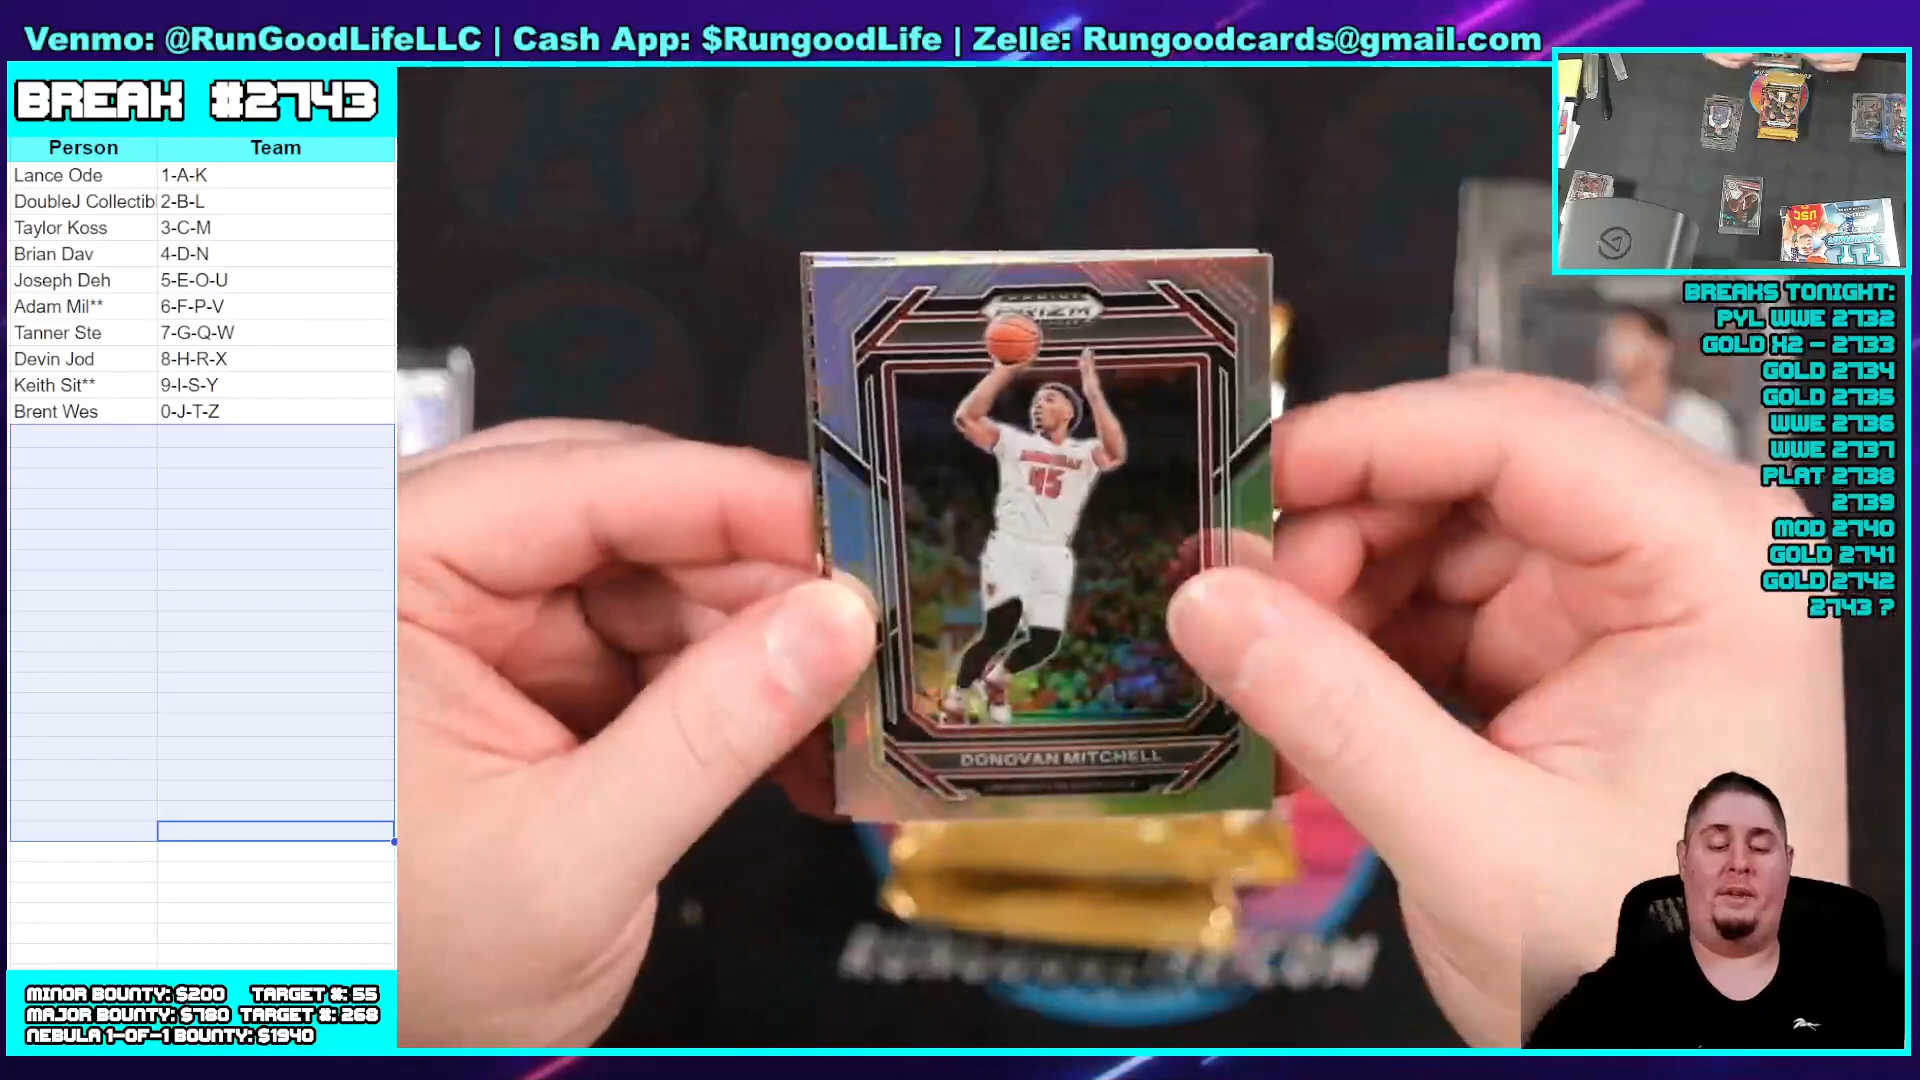 Venmo: @RunGoodLifeLLC | Cash App: $RungoodLife | Zelle: Rungoodcards@gmail.com
BREAK #2743
Person Team
Lance Ode 1-A-K
DoubleJ Collectib 2-B-L
Taylor Koss 3-C-M
Brian Dav 4-D-N
Joseph Deh 5-E-O-U
Adam Mil** 6-F-P-V
Tanner Ste 7-G-Q-W
Devin Jod 8-H-R-X
Keith Sit** 9-I-S-Y
Brent Wes 0-J-T-Z
MINOR BOUNTY: $200 TARGET #: 55
MAJOR BOUNTY: $780 TARGET #: 268
NEBULA 1-OF-1 BOUNTY: $1940
PRIZM
45
DONOVAN MITCHELL
USC
BREAKS TONIGHT:
PYL WWE 2732
GOLD X2 - 2733
GOLD 2734
GOLD 2735
WWE 2736
WWE 2737
PLAT 2738
2739
MOD 2740
GOLD 2741
GOLD 2742
2743 ?